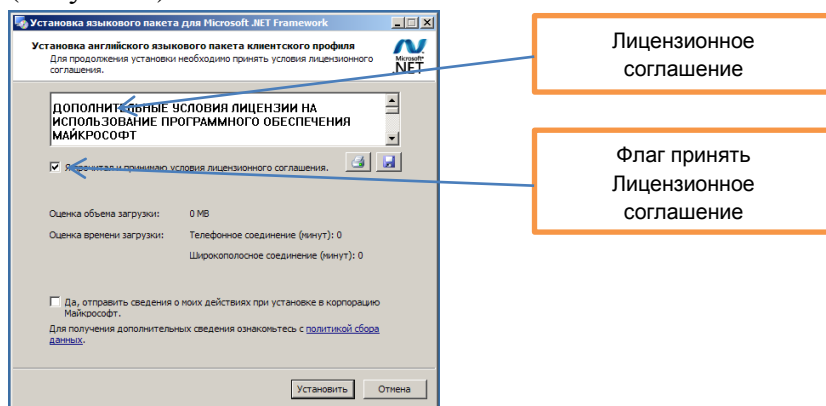 Установка языкового пакета для Microsoft .NET Framework
Установка английского языкового пакета клиентского профиля
Для продолжения установки необходимо принять условия лицензионного
соглашения.
Microsoft
.NET
ДОПОЛНИТЕЛЬНЫЕ УСЛОВИЯ ЛИЦЕНЗИИ НА
ИСПОЛЬЗОВАНИЕ ПРОГРАММНОГО ОБЕСПЕЧЕНИЯ
МАЙКРОСОФТ
Я прочитал и принимаю условия лицензионного соглашения.
Оценка объема загрузки: 0 MB
Оценка времени загрузки: Телефонное соединение (минут): 0
Широкополосное соединение (минут): 0
Да, отправить сведения о моих действиях при установке в корпорацию
Майкрософт.
Для получения дополнительных сведения ознакомьтесь с политикой сбора
данных.
Установить Отмена
Лицензионное
соглашение
Флаг принять
Лицензионное
соглашение